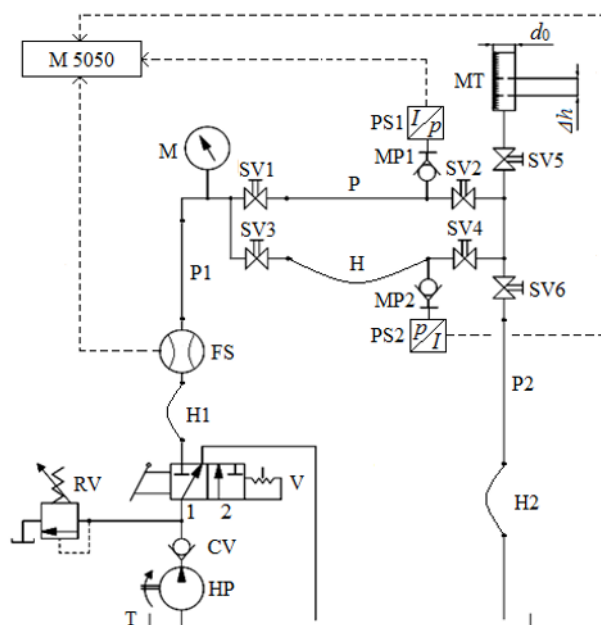 d0
M 5050
MT
Δh
PS1
I
p
M
SV1
MP1
SV2
SV5
P
SV3
SV4
H
P1
MP2
SV6
PS2
p
I
FS
P2
H1
RV
V
1
2
H2
CV
HP
T